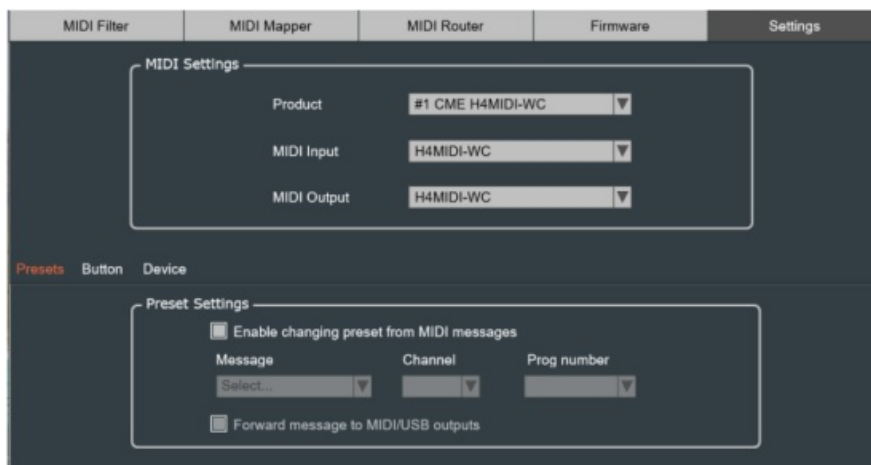 MIDI Filter MIDI Mapper MIDI Router Firmware Settings
MIDI Settings
Product #1 CME H4MIDI-WC
MIDI Input H4MIDI-WC
MIDI Output H4MIDI-WC
Presets Button Device
Preset Settings
Enable changing preset from MIDI messages
Message Channel Prog number
Select...
Forward message to MIDI/USB outputs